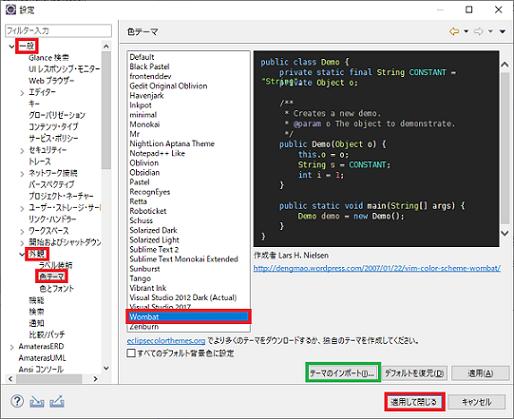 設定
フィルター入力
一般
Glance 検索
UI レスポンシブ・モニター
Web ブラウザー
エディター
キー
グローバリゼーション
コンテンツ・タイプ
サービス・ポリシー
セキュリティー
トレース
ネットワーク接続
パースペクティブ
プロジェクト・ネーチャー
ユーザー・ストレージ・サー
リンク・ハンドラー
ワークスペース
開始およびシャットダウン
外観
ラベル装飾
色テーマ
色とフォント
機能
検索
通知
比較/パッチ
AmaterasERD
AmaterasUML
Ansi コンソール
色テーマ
Default
Black Pastel
frontenddev
Gedit Original Oblivion
Havenjark
Inkpot
minimal
Monokai
Mr
NightLion Aptana Theme
Notepad++ Like
Oblivion
Obsidian
Pastel
RecognEyes
Retta
Roboticket
Schuss
Solarized Dark
Solarized Light
Sublime Text 2
Sublime Text Monokai Extended
Sunburst
Tango
Vibrant Ink
Visual Studio 2012 Dark (Actual)
Visual Studio 2017
Wombat
Zenburn
public class Demo {
private static final String CONSTANT =
"String";
private Object o;
/**
* Creates a new demo.
* @param o The object to demonstrate.
*/
public Demo(Object o) {
this.o = o;
String s = CONSTANT;
int i = 1;
}
public static void main(String[] args) {
Demo demo = new Demo();
}
}
作成者 Lars H. Nielsen
http://dengmao.wordpress.com/2007/01/22/vim-color-scheme-wombat/
eclipsecolorthemes.org でより多くのテーマをダウンロードするか、独自のテーマを作成してください。
すべてのデフォルト背景色に設定
テーマのインポート(I)...
デフォルトを復元(D)
適用(A)
適用して閉じる
キャンセル